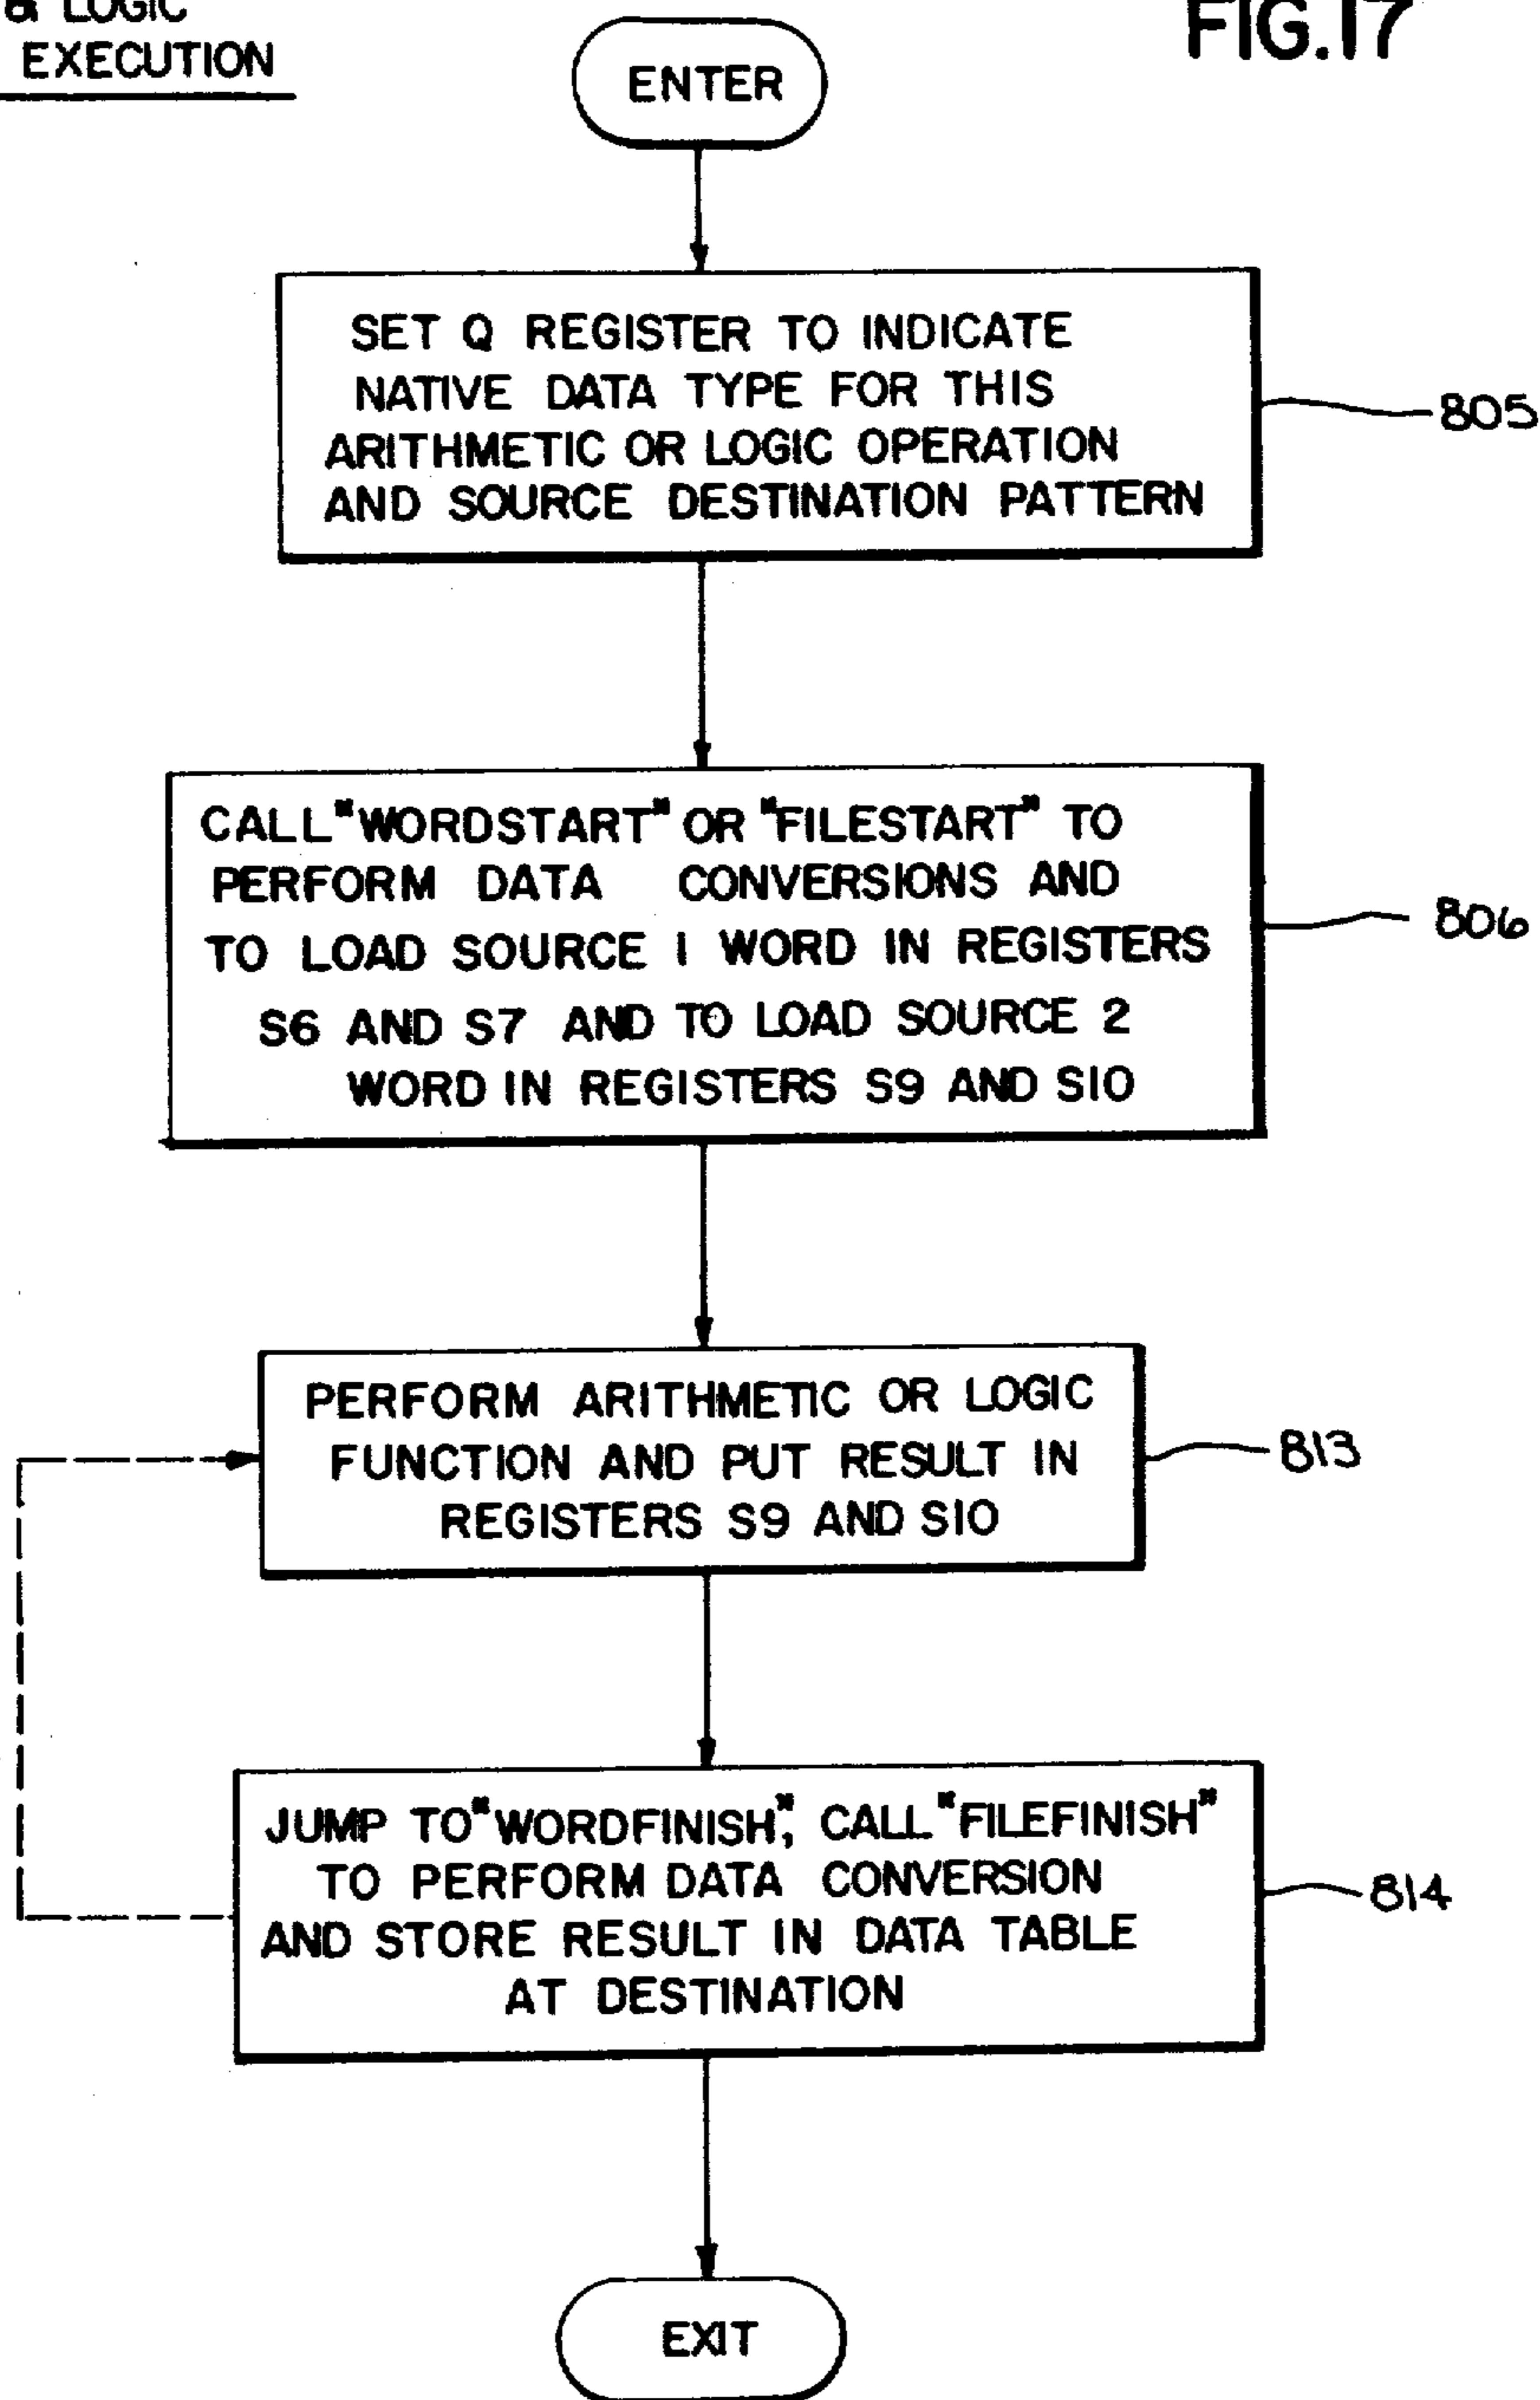 & LOGIC
EXECUTION
FIG.17
ENTER
SET Q REGISTER TO INDICATE
NATIVE DATA TYPE FOR THIS
ARITHMETIC OR LOGIC OPERATION
AND SOURCE DESTINATION PATTERN
805
CALL "WORDSTART" OR "FILESTART" TO
PERFORM DATA CONVERSIONS AND
TO LOAD SOURCE 1 WORD IN REGISTERS
S6 AND S7 AND TO LOAD SOURCE 2
WORD IN REGISTERS S9 AND S10
806
PERFORM ARITHMETIC OR LOGIC
FUNCTION AND PUT RESULT IN
REGISTERS S9 AND S10
813
JUMP TO "WORDFINISH", CALL "FILEFINISH"
TO PERFORM DATA CONVERSION
AND STORE RESULT IN DATA TABLE
AT DESTINATION
814
EXIT